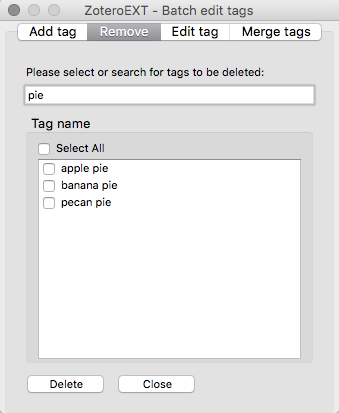 ZoteroEXT - Batch edit tags
Add tag Remove Edit tag Merge tags
Please select or search for tags to be deleted:
pie
Tag name
Select All
apple pie
banana pie
pecan pie
Delete Close